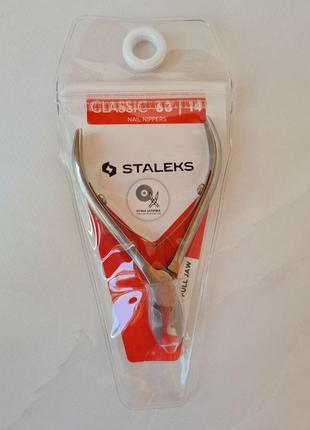 CLASSIC 63 | 14
NAIL NIPPERS
STALEKS
FULL JAW